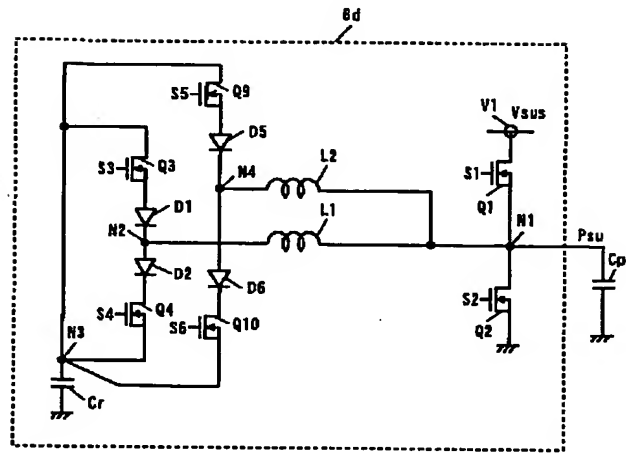 8d
V1 Vsus
S5 Q9
D5
N4
L2
S3 Q3
S1 Q1
D1
N2
L1
N1
Psu
Cp
D2
D6
S4 Q4
S6 Q10
S2 Q2
N3
Cr